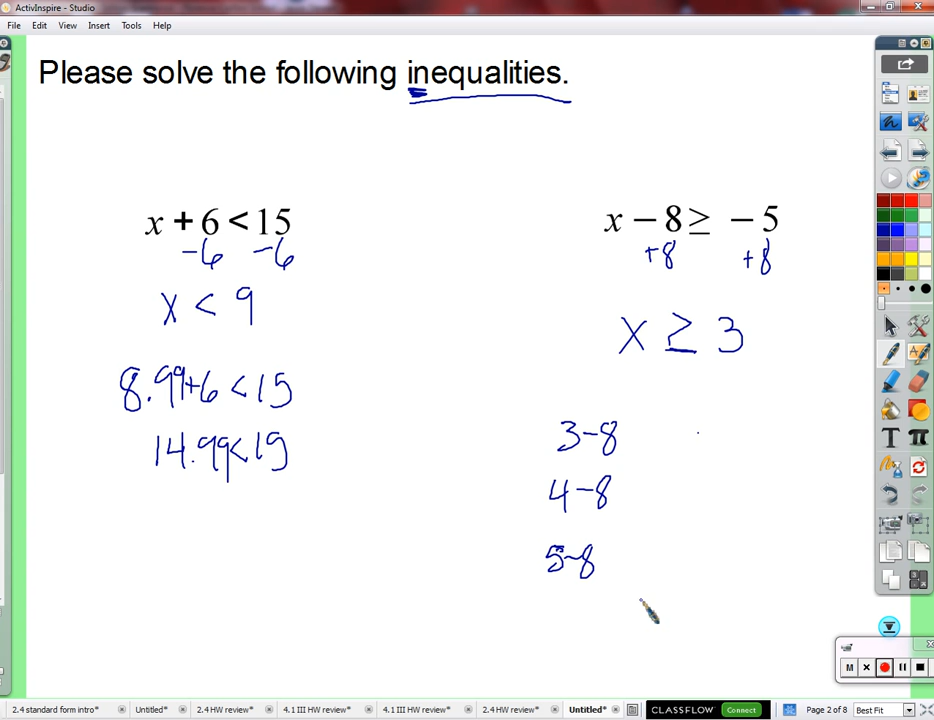 ActivInspire - Studio
File Edit View Insert Tools Help
Please solve the following inequalities.
x + 6 < 15
-6 -6
x < 9
8.99+6 < 15
14.99 < 15
x − 8 ≥ − 5
+8 +8
x ≥ 3
3-8
4-8
5-8
M
2.4 standard form intro* Untitled* 2.4 HW review* 4.1 III HW review* 4.1 III HW review* 2.4 HW review* Untitled* CLASSFLOW Connect Page 2 of 8 Best Fit